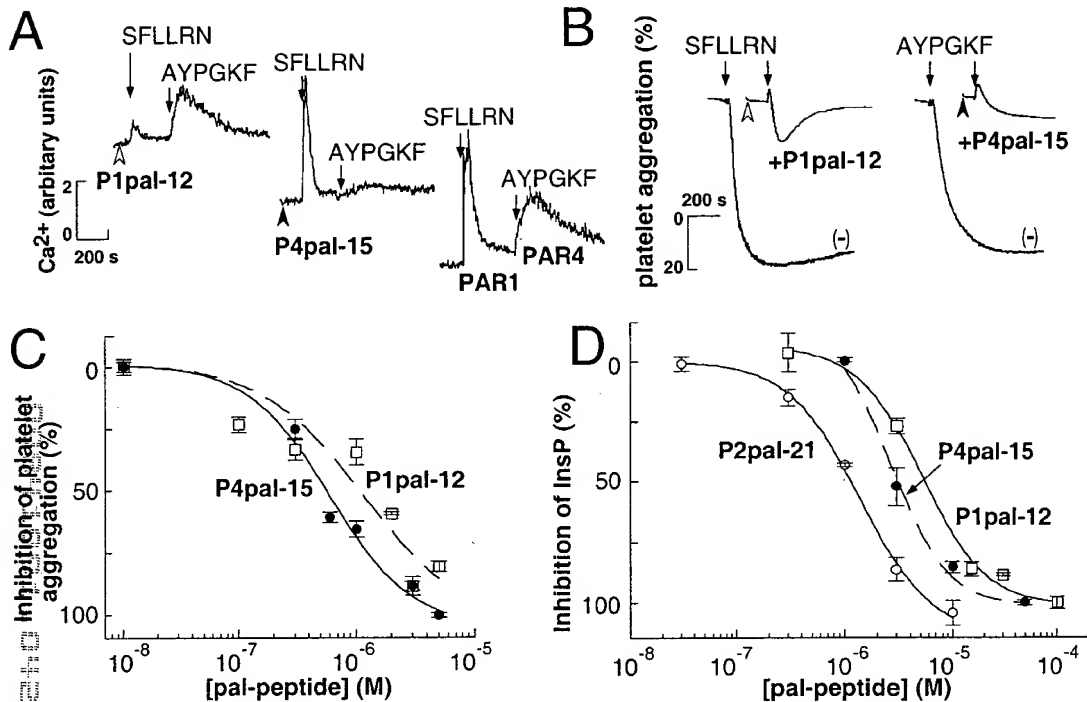 A
SFLLRN
AYPGKF
P1pal-12
SFLLRN
AYPGKF
P4pal-15
SFLLRN
AYPGKF
PAR1
PAR4
Ca2+ (arbitary units)
2
0
200 s
B
platelet aggregation (%)
SFLLRN
AYPGKF
+P1pal-12
+P4pal-15
200 s
0
20
(-)
(-)
C
Inhibition of platelet
aggregation (%)
0
25
50
75
100
P4pal-15
P1pal-12
10-8
10-7
10-6
10-5
[pal-peptide] (M)
D
Inhibition of InsP (%)
0
50
100
P2pal-21
P4pal-15
P1pal-12
10-8
10-7
10-6
10-5
10-4
[pal-peptide] (M)